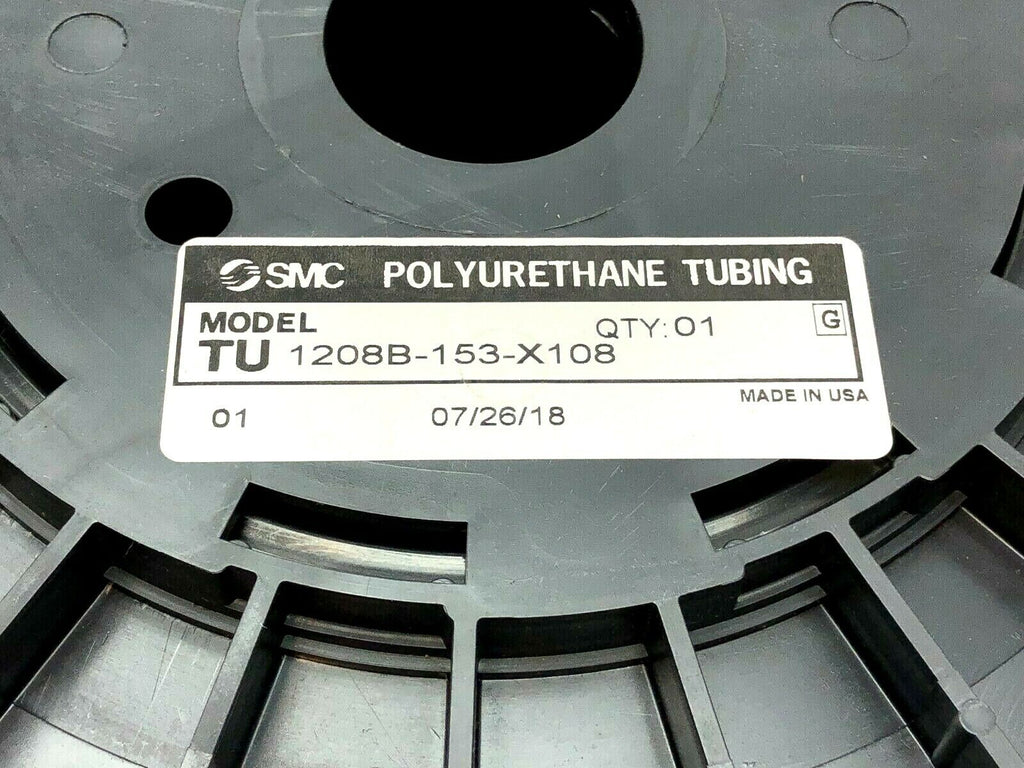 SMC POLYURETHANE TUBING
MODEL QTY: 01 G
TU 1208B-153-X108
MADE IN USA
01 07/26/18